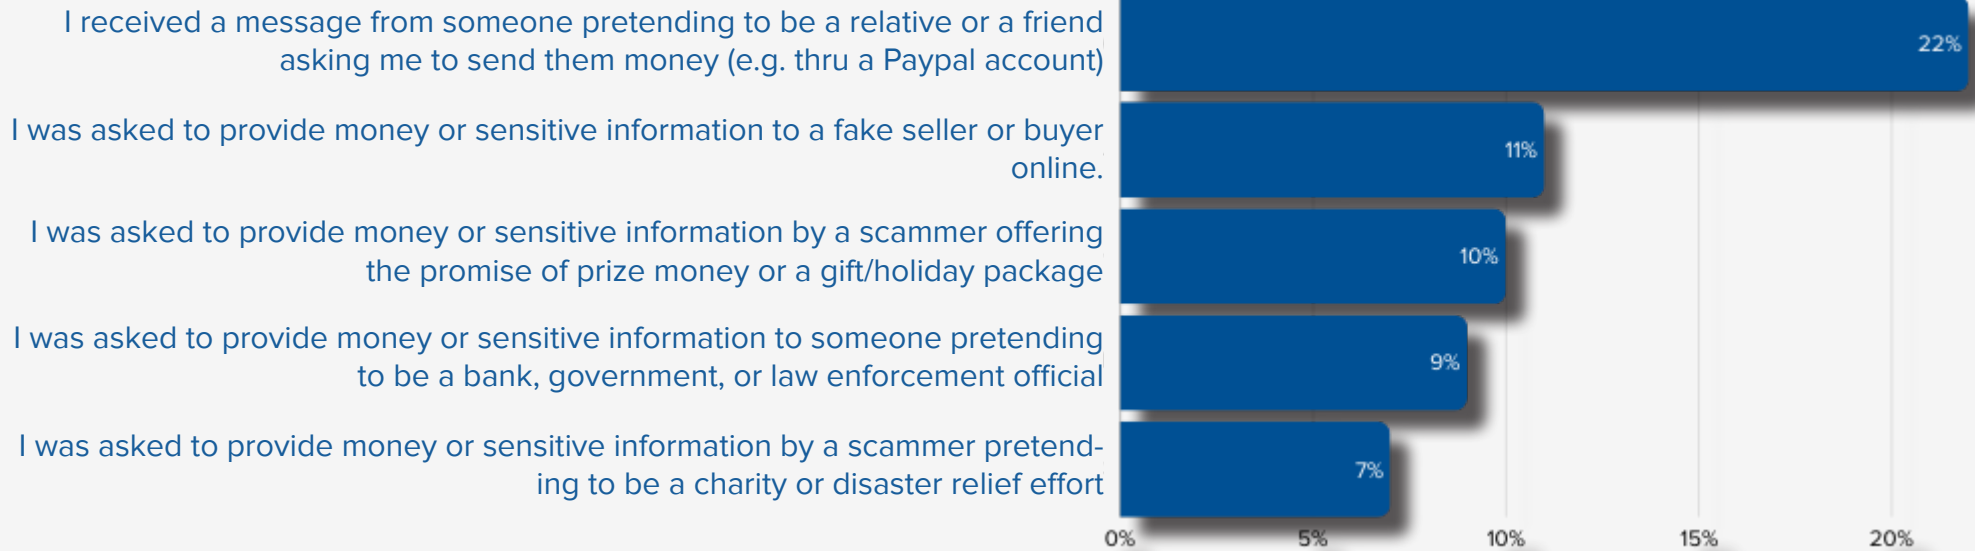 I received a message from someone pretending to be a relative or a friend
asking me to send them money (e.g. thru a Paypal account)
22%
I was asked to provide money or sensitive information to a fake seller or buyer
online.
11%
I was asked to provide money or sensitive information by a scammer offering
the promise of prize money or a gift/holiday package
10%
I was asked to provide money or sensitive information to someone pretending
to be a bank, government, or law enforcement official
9%
I was asked to provide money or sensitive information by a scammer pretend-
ing to be a charity or disaster relief effort
7%
0% 5% 10% 15% 20%